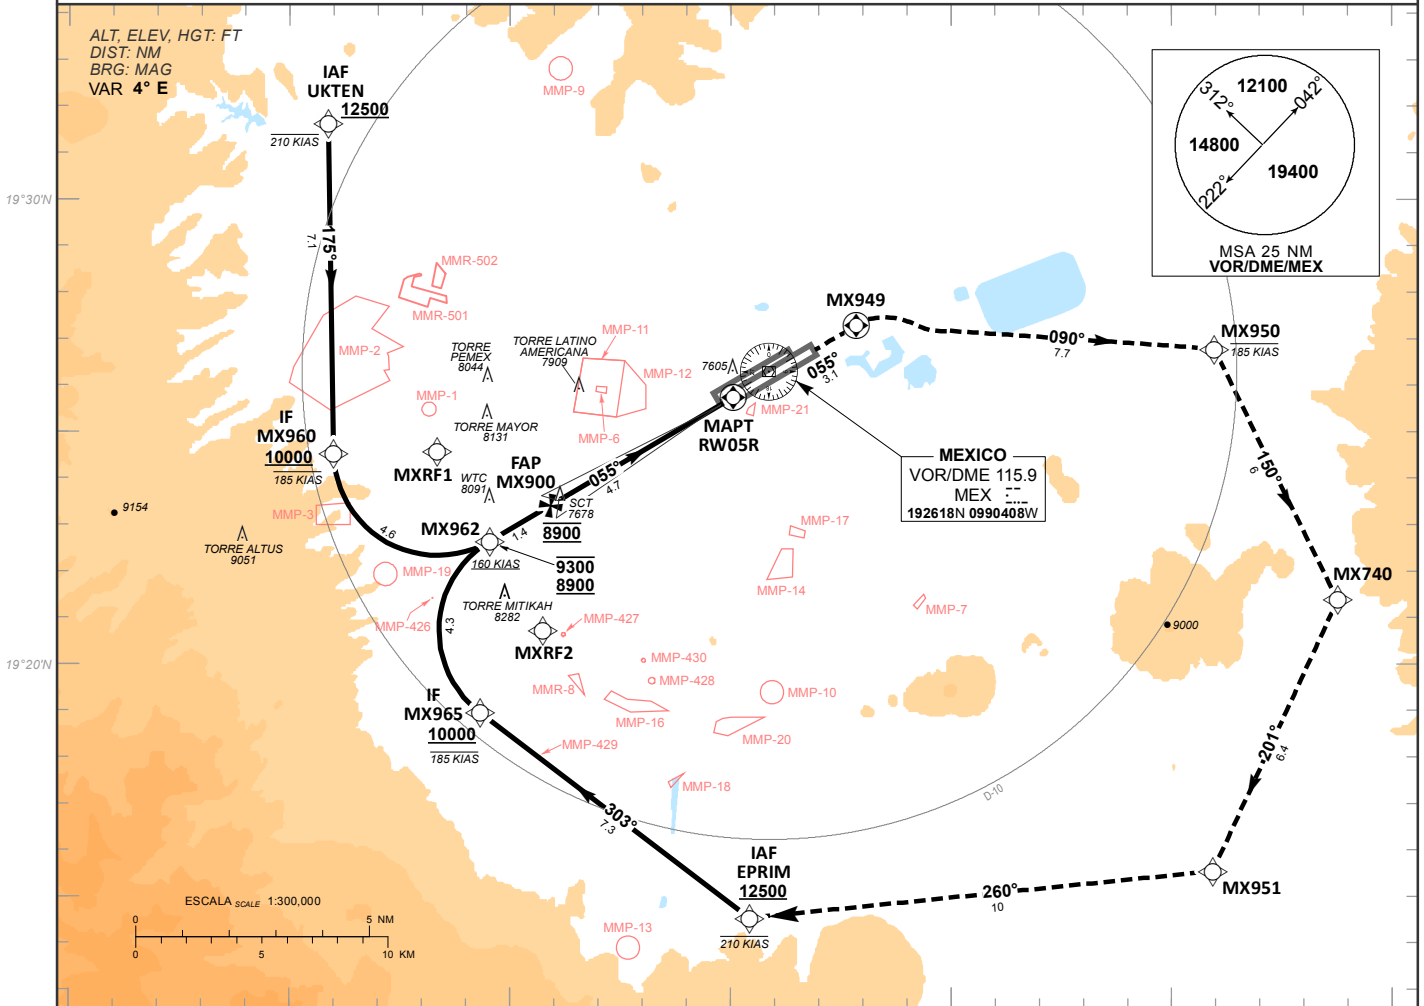 ALT, ELEV, HGT: FT
DIST: NM
BRG: MAG
VAR 4° E
IAF
UKTEN
12500
210 KIAS
MMP-9
312°
12100
042°
14800
19400
222°
MSA 25 NM
VOR/DME/MEX
19°30'N
175°
7.1
MMR-502
MMR-501
MMP-2
TORRE
PEMEX
8044
TORRE LATINO
AMERICANA
7909
MMP-11
MMP-12
MMP-6
MMP-1
TORRE MAYOR
8131
7605
MX949
055°
3.1
090°
7.7
MX950
185 KIAS
MMP-21
MAPT
RW05R
IF
MX960
10000
185 KIAS
MXRF1
FAP
MX900
WTC
8091
055°
4.7
SCT
7678
8900
MEXICO
VOR/DME 115.9
MEX
192618N 0990408W
150°
6
9154
MMP-3
TORRE ALTUS
9051
4.6
MX962
1.4
160 KIAS
9300
8900
MMP-17
MMP-14
MMP-7
MX740
MMP-19
MMP-426
TORRE MITIKAH
8282
MMP-427
MXRF2
4.3
9000
19°20'N
MMP-430
MMP-428
MMR-8
MMP-16
MMP-10
MMP-20
IF
MX965
10000
185 KIAS
MMP-429
MMP-18
201°
6.4
D-10
303°
7.3
IAF
EPRIM
12500
210 KIAS
260°
10
MX951
MMP-13
ESCALA SCALE 1:300,000
0 5 NM
0 5 10 KM